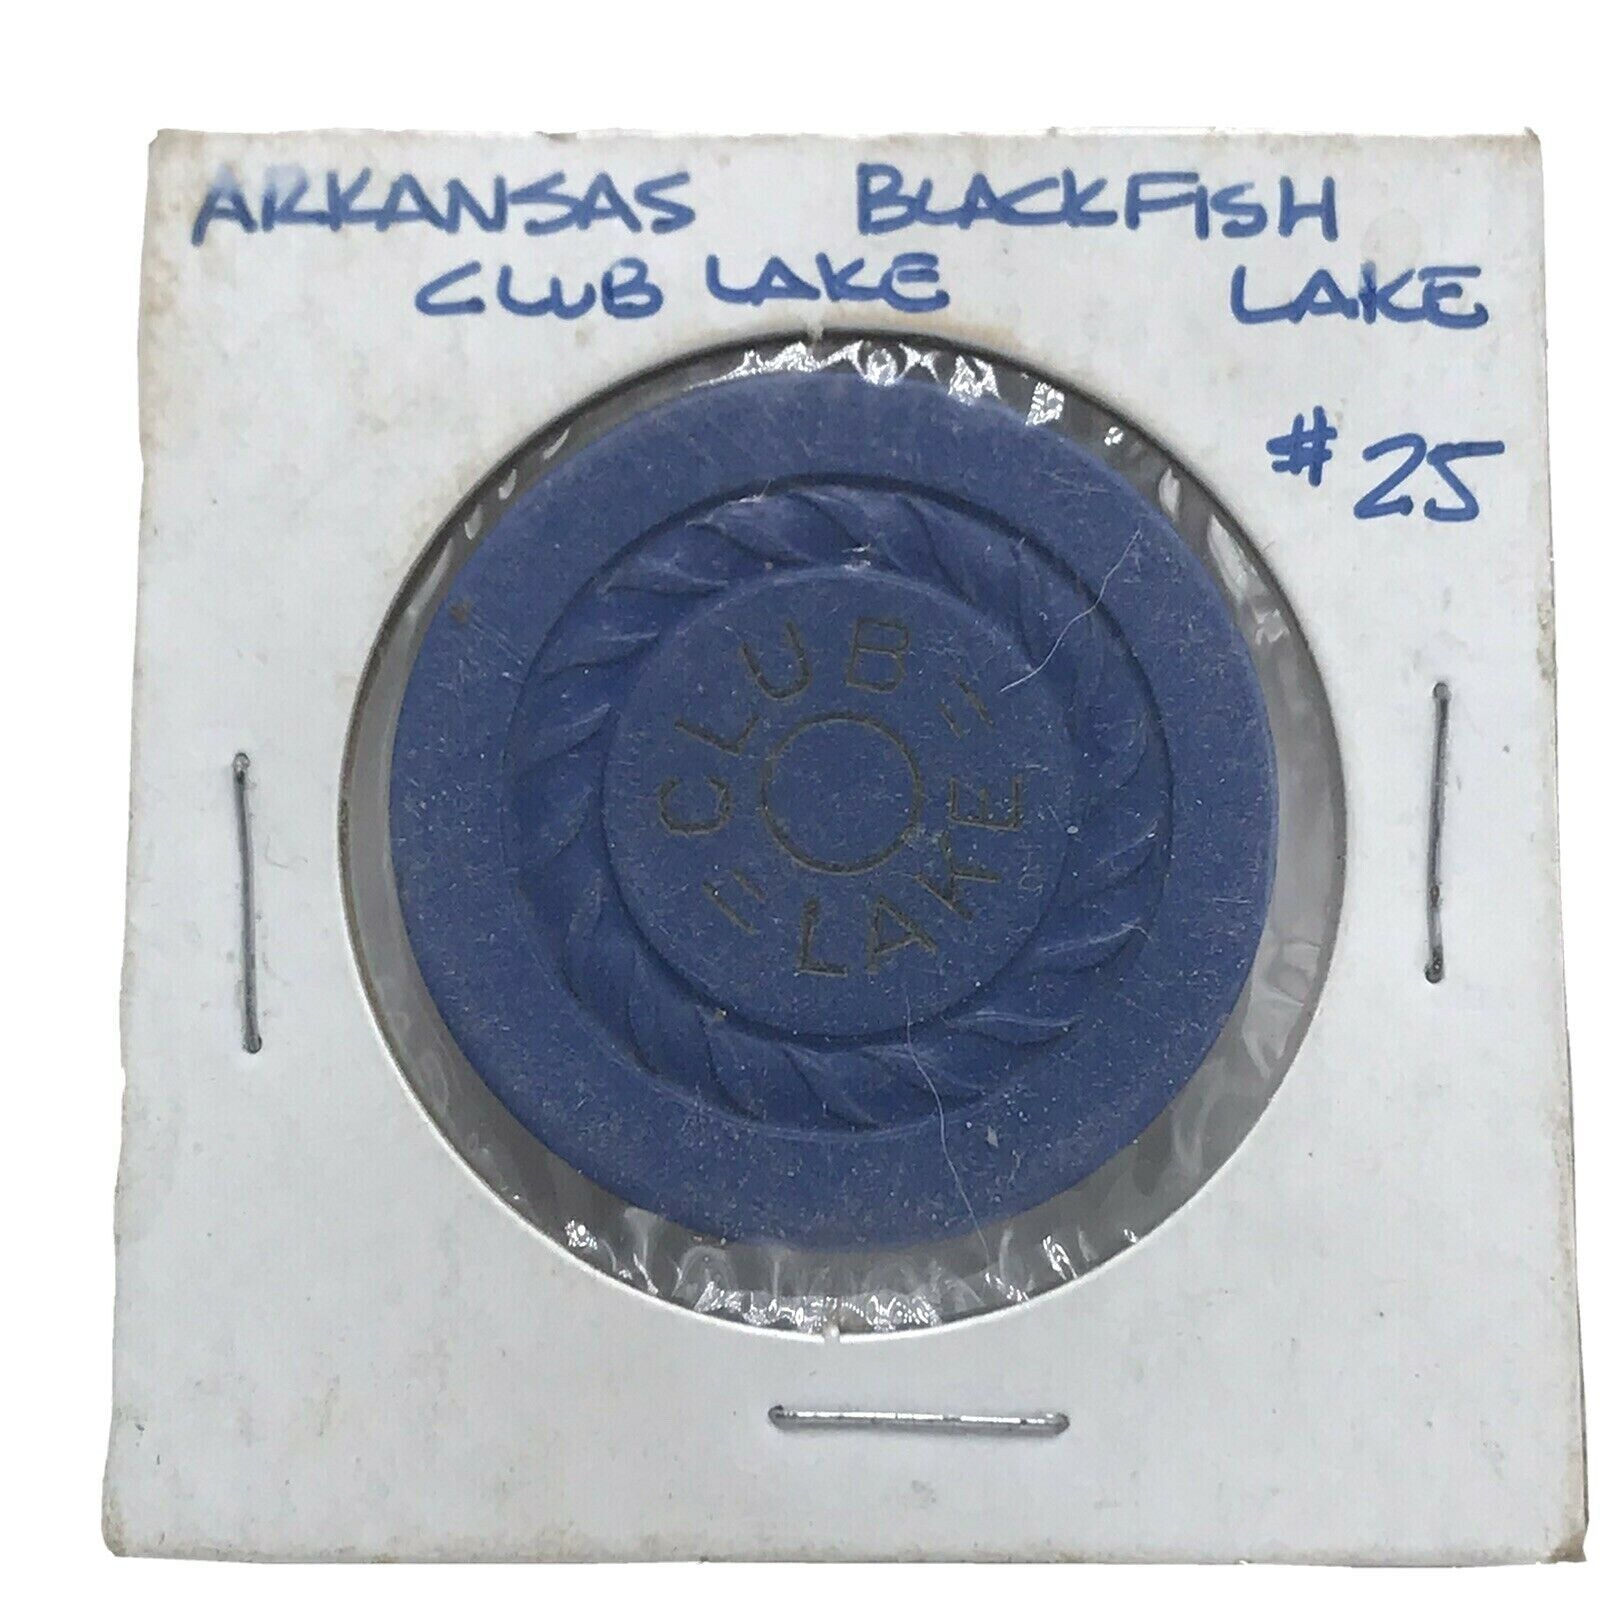 ARKANSAS BLACKFISH
CLUB LAKE LAKE
#25
CLUB
LAKE